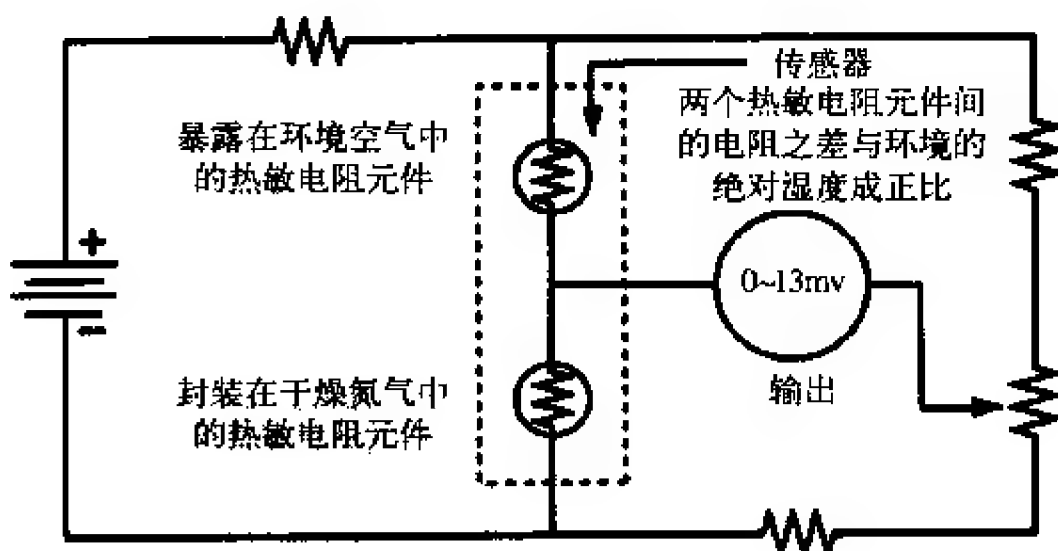 传感器
两个热敏电阻元件间
的电阻之差与环境的
绝对湿度成正比
暴露在环境空气中
的热敏电阻元件
+
−
0~13mv
输出
封装在干燥氮气中
的热敏电阻元件